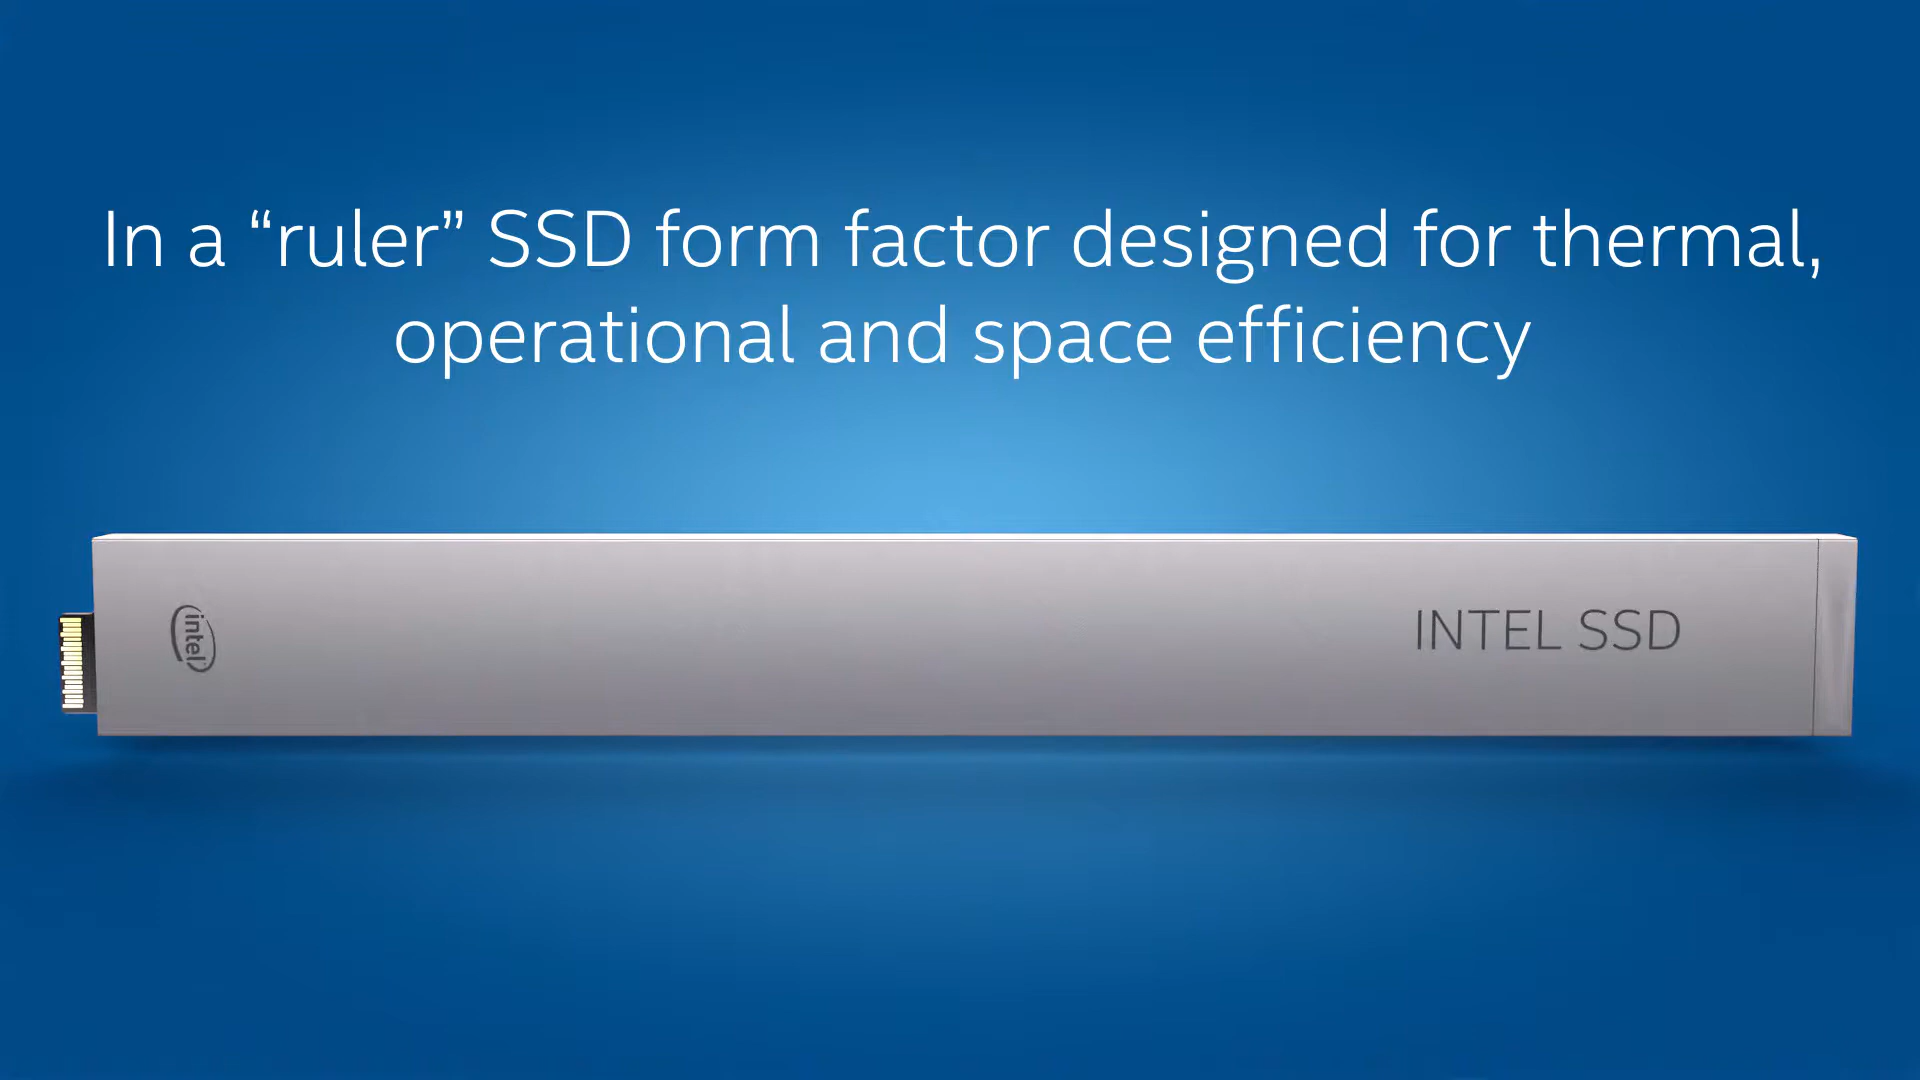 In a “ruler” SSD form factor designed for thermal,
operational and space efficiency
intel
INTEL SSD